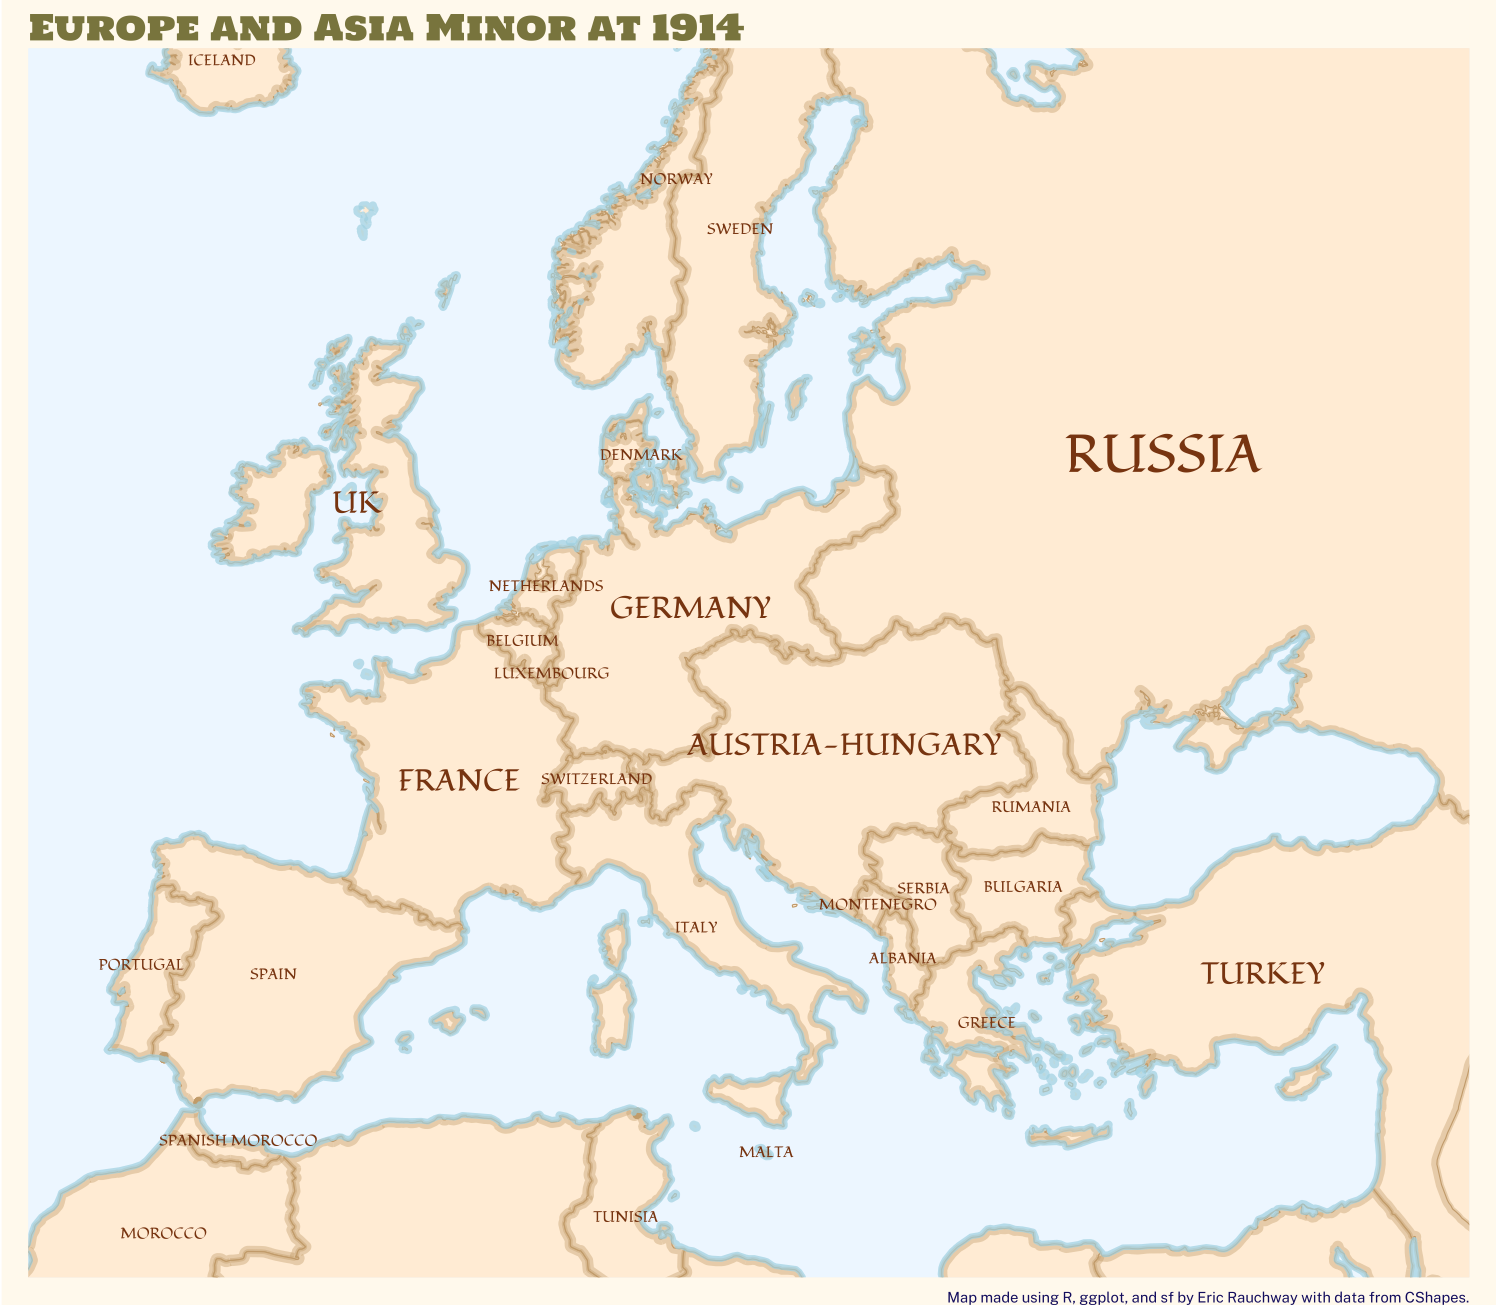 EUROPE AND ASIA MINOR AT 1914
ICELAND
NORWAY
SWEDEN
RUSSIA
DENMARK
UK
NETHERLANDS
GERMANY
BELGIUM
LUXEMBOURG
AUSTRIA-HUNGARY
FRANCE
SWITZERLAND
RUMANIA
SERBIA
BULGARIA
MONTENEGRO
ITALY
ALBANIA
PORTUGAL
SPAIN
TURKEY
GREECE
SPANISH MOROCCO
MALTA
TUNISIA
MOROCCO
Map made using R, ggplot, and sf by Eric Rauchway with data from CShapes.